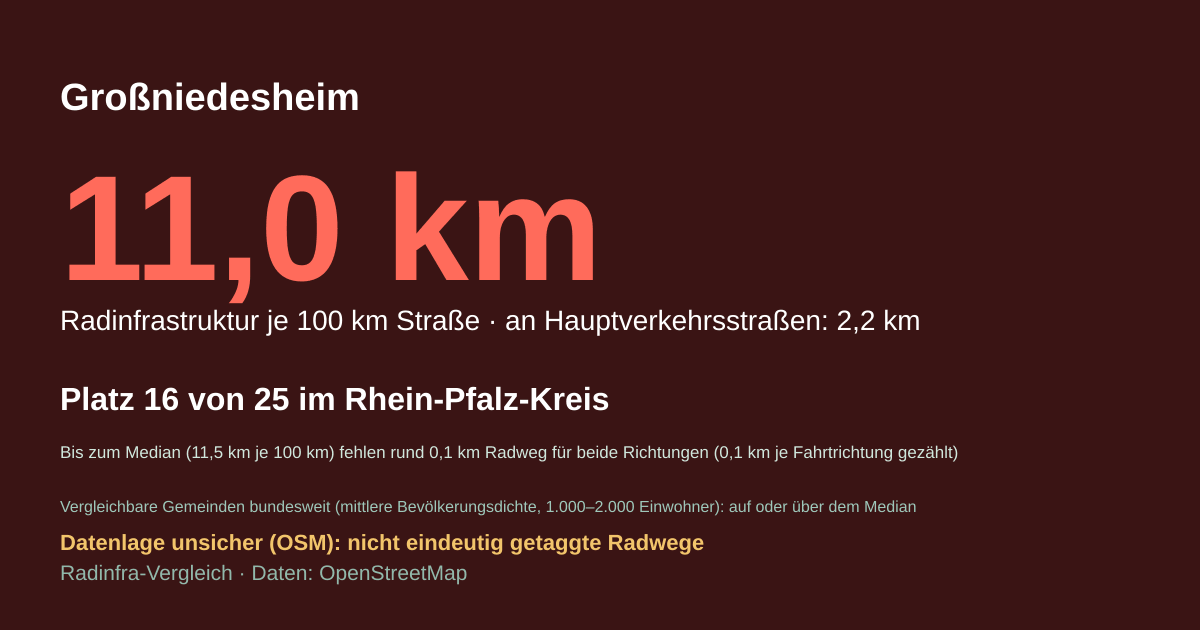 Großniedesheim
11,0 km
Radinfrastruktur je 100 km Straße · an Hauptverkehrsstraßen: 2,2 km
Platz 16 von 25 im Rhein-Pfalz-Kreis
Bis zum Median (11,5 km je 100 km) fehlen rund 0,1 km Radweg für beide Richtungen (0,1 km je Fahrtrichtung gezählt)
Vergleichbare Gemeinden bundesweit (mittlere Bevölkerungsdichte, 1.000–2.000 Einwohner): auf oder über dem Median
Datenlage unsicher (OSM): nicht eindeutig getaggte Radwege
Radinfra-Vergleich · Daten: OpenStreetMap